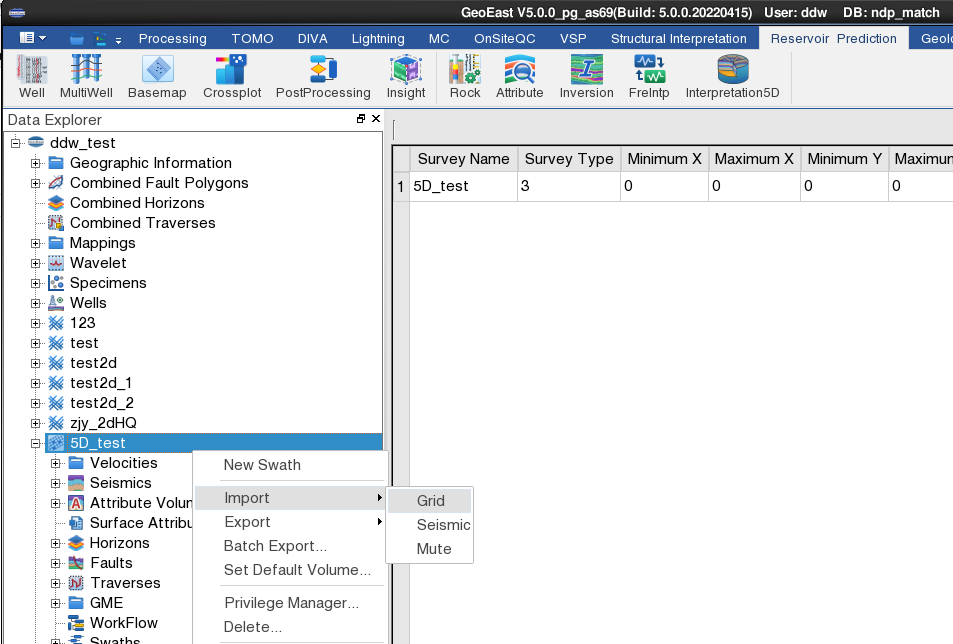 GeoEast V5.0.0_pg_as69(Build: 5.0.0.20220415) User: ddw DB: ndp_match
Processing TOMO DIVA Lightning MC OnSiteQC VSP Structural Interpretation Reservoir Prediction Geolo
Well MultiWell Basemap Crossplot PostProcessing Insight Rock Attribute Inversion FreIntp Interpretation5D
Data Explorer
ddw_test
Geographic Information
Combined Fault Polygons
Combined Horizons
Combined Traverses
Mappings
Wavelet
Specimens
Wells
123
test
test2d
test2d_1
test2d_2
zjy_2dHQ
5D_test
Velocities
Seismics
Attribute Volun
Surface Attribu
Horizons
Faults
Traverses
GME
WorkFlow
Swaths
New Swath
Import
Export
Batch Export...
Set Default Volume...
Privilege Manager...
Delete...
Grid
Seismic
Mute
Survey Name Survey Type Minimum X Maximum X Minimum Y Maximun
1 5D_test 3 0 0 0 0